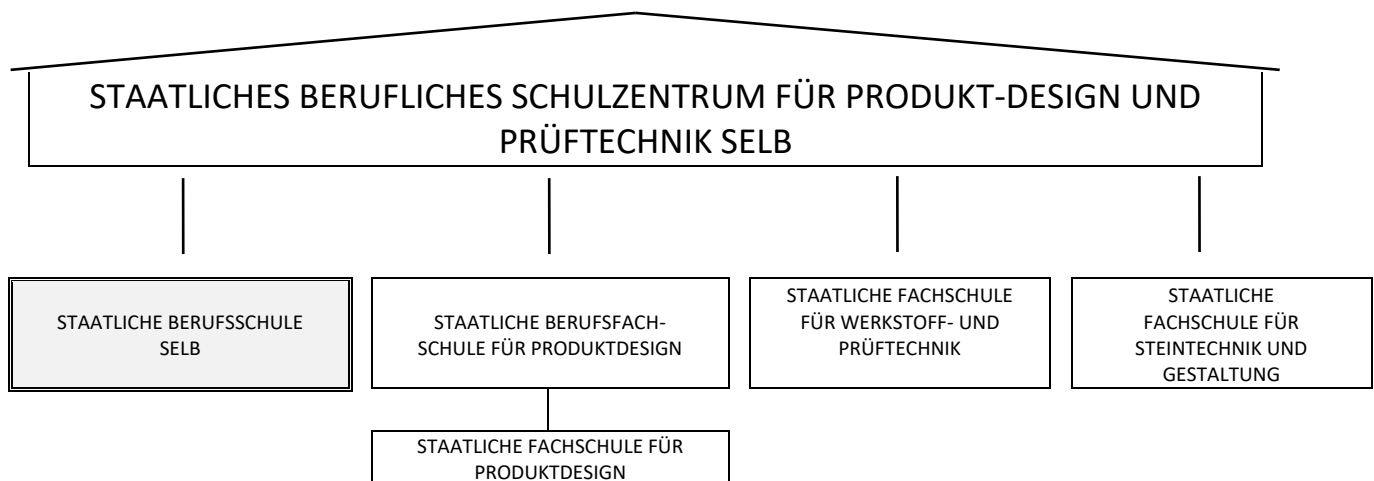 STAATLICHES BERUFLICHES SCHULZENTRUM FÜR PRODUKT-DESIGN UND
PRÜFTECHNIK SELB
STAATLICHE BERUFSSCHULE
SELB
STAATLICHE BERUFSFACH-
SCHULE FÜR PRODUKTDESIGN
STAATLICHE FACHSCHULE
FÜR WERKSTOFF- UND
PRÜFTECHNIK
STAATLICHE
FACHSCHULE FÜR
STEINTECHNIK UND
GESTALTUNG
STAATLICHE FACHSCHULE FÜR
PRODUKTDESIGN